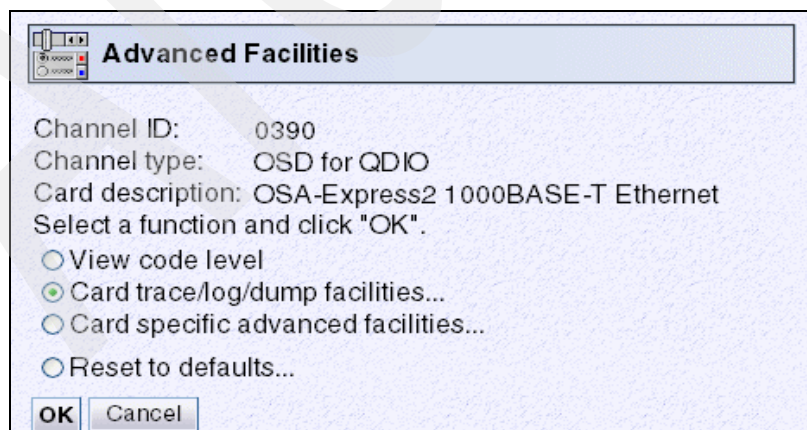 Advanced Facilities
Channel ID: 0390
Channel type: OSD for QDIO
Card description: OSA-Express2 1000BASE-T Ethernet
Select a function and click "OK".
View code level
Card trace/log/dump facilities...
Card specific advanced facilities...
Reset to defaults...
OK Cancel